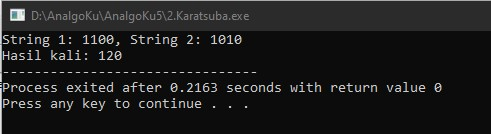 D:\AnalgoKu\AnalgoKu5\2.Karatsuba.exe
String 1: 1100, String 2: 1010
Hasil kali: 120
--------------------------------
Process exited after 0.2163 seconds with return value 0
Press any key to continue . . .